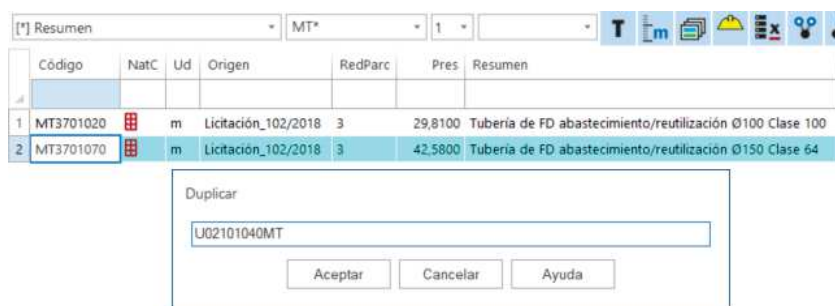 [*] Resumen MT* 1 T m x
Código NatC Ud Origen RedParc Pres Resumen
1 MT3701020 m Licitación_102/2018 3 29,8100 Tubería de FD abastecimiento/reutilización Ø100 Clase 100
2 MT3701070 m Licitación_102/2018 3 42,5800 Tubería de FD abastecimiento/reutilización Ø150 Clase 64
Duplicar
U02101040MT
Aceptar Cancelar Ayuda